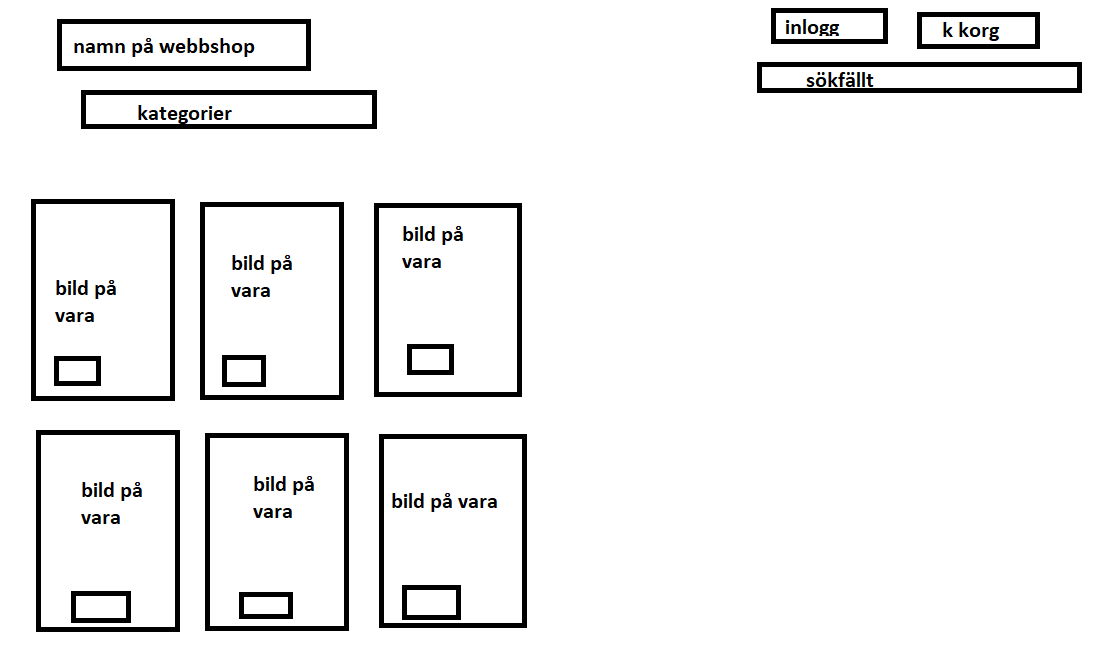 namn på webbshop
inlogg
k korg
sökfällt
kategorier
bild på
vara
bild på
vara
bild på
vara
bild på
vara
bild på
vara
bild på vara